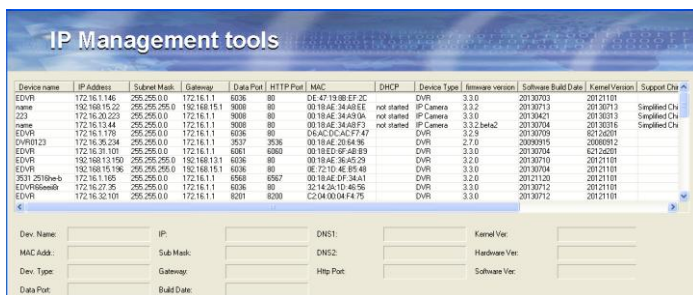 IP Management tools
Device name IP Address Subnet Mask Gateway Data Port HTTP Port MAC DHCP Device Type firmware version Software Build Date Kernel Version Support Chin
EDVR 172.16.1.146 255.255.0.0 172.16.1.1 6036 80 DE:47:19:8B:EF:2C DVR 3.3.0 20130703 20121101
name 192.168.15.22 255.255.255.0 192.168.15.1 9008 80 00:18:AE:34:A8:EE not started IP Camera 3.3.2 20130713 20130713 Simplified Chi
223 172.16.20.223 255.255.0.0 172.16.1.1 9008 80 00:18:AE:34:A9:0A not started IP Camera 3.3.0 20130421 20130313 Simplified Chi
name 172.16.13.44 255.255.0.0 172.16.1.1 9008 80 00:18:AE:34:A8:F3 not started IP Camera 3.3.2.beta2 20130704 20130316 Simplified Chi
EDVR 172.16.1.178 255.255.0.0 172.16.1.1 6036 80 D6:AC:DC:AC:F7:47 DVR 3.2.9 20130709 6212d201
DVR0123 172.16.35.234 255.255.0.0 172.16.1.1 3537 3536 00:18:AE:20:64:96 DVR 2.7.0 20090915 20080912
EDVR 172.16.31.101 255.255.0.0 172.16.1.1 6061 6060 00:18:ED:6F:AB:B9 DVR 3.3.0 20130704 6212d201
EDVR 192.168.13.150 255.255.255.0 192.168.13.1 6036 80 00:18:AE:36:A5:29 DVR 3.2.0 20130710 20121101
EDVR 192.168.15.196 255.255.255.0 192.168.15.1 6036 80 0E:72:1D:4E:B5:48 DVR 3.3.0 20130704 20121101
3531 2516he-b 172.16.1.165 255.255.0.0 172.16.1.1 6568 6567 00:18:AE:DF:34:A1 DVR 3.2.0 20121120 20121101
EDVR66eeii8r 172.16.27.35 255.255.0.0 172.16.1.1 6036 80 32:14:2A:1D:46:56 DVR 3.3.0 20130712 20121101
EDVR 172.16.32.101 255.255.0.0 172.16.1.1 8201 8200 C2:04:00:04:F4:75 DVR 3.3.0 20130712 20121101
Dev. Name: IP: DNS1: Kernel Ver:
MAC Addr.: Sub Mask: DNS2: Hardware Ver:
Dev. Type: Gateway: Http Port: Software Ver:
Data Port: Build Date: